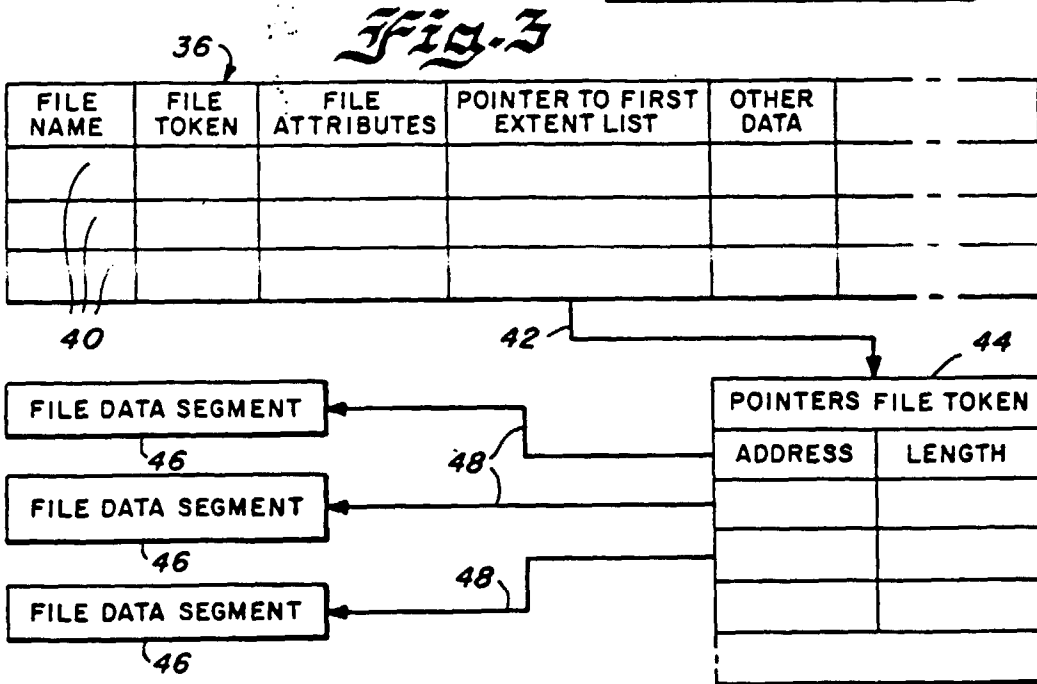 Fig. 3
36
FILE NAME
FILE TOKEN
FILE ATTRIBUTES
POINTER TO FIRST EXTENT LIST
OTHER DATA
40
42
44
FILE DATA SEGMENT
46
48
FILE DATA SEGMENT
46
48
FILE DATA SEGMENT
46
POINTERS FILE TOKEN
ADDRESS
LENGTH